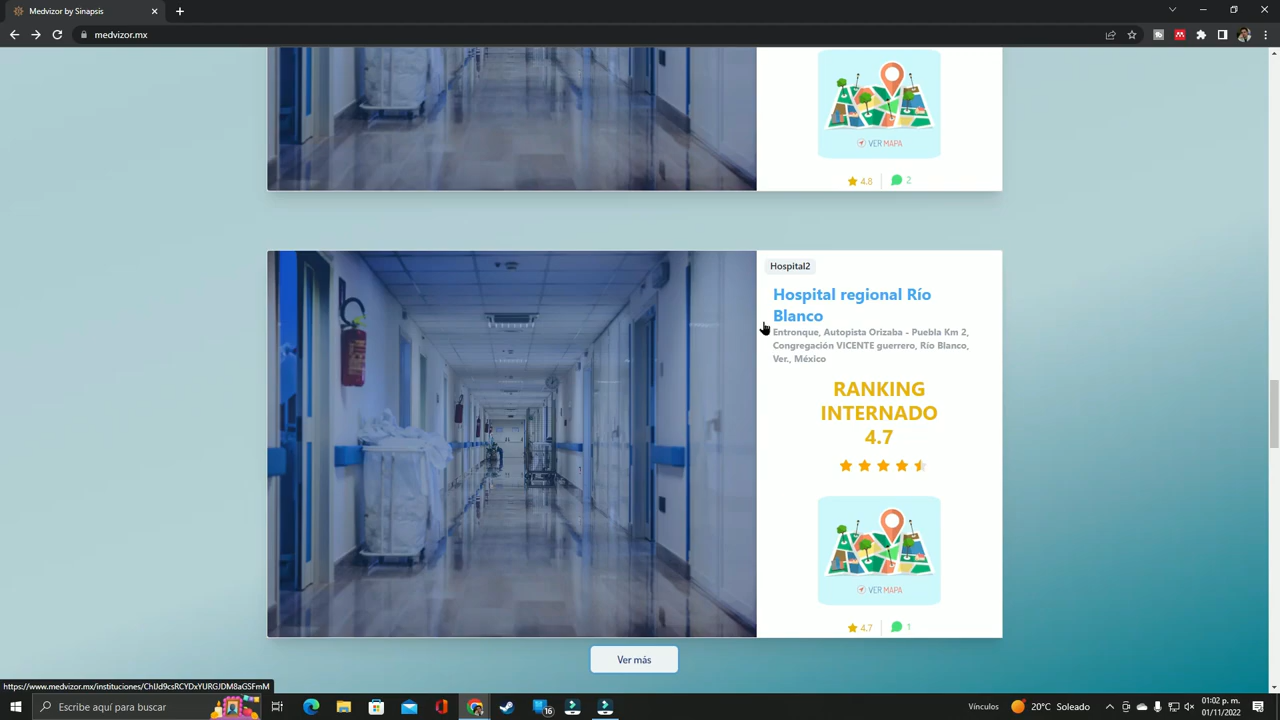 Medvizor by Sinapsis
medvizor.mx
VER MAPA
4.8
2
Hospital2
Hospital regional Río
Blanco
Entronque, Autopista Orizaba - Puebla Km 2,
Congregación VICENTE guerrero, Río Blanco,
Ver., México
RANKING
INTERNADO
4.7
VER MAPA
4.7
1
Ver más
https://www.medvizor.mx/instituciones/ChIJd9csRCYDxYURGJDM8aGSFmM
Escribe aquí para buscar
16
Vínculos
20°C Soleado
01:02 p. m.
01/11/2022